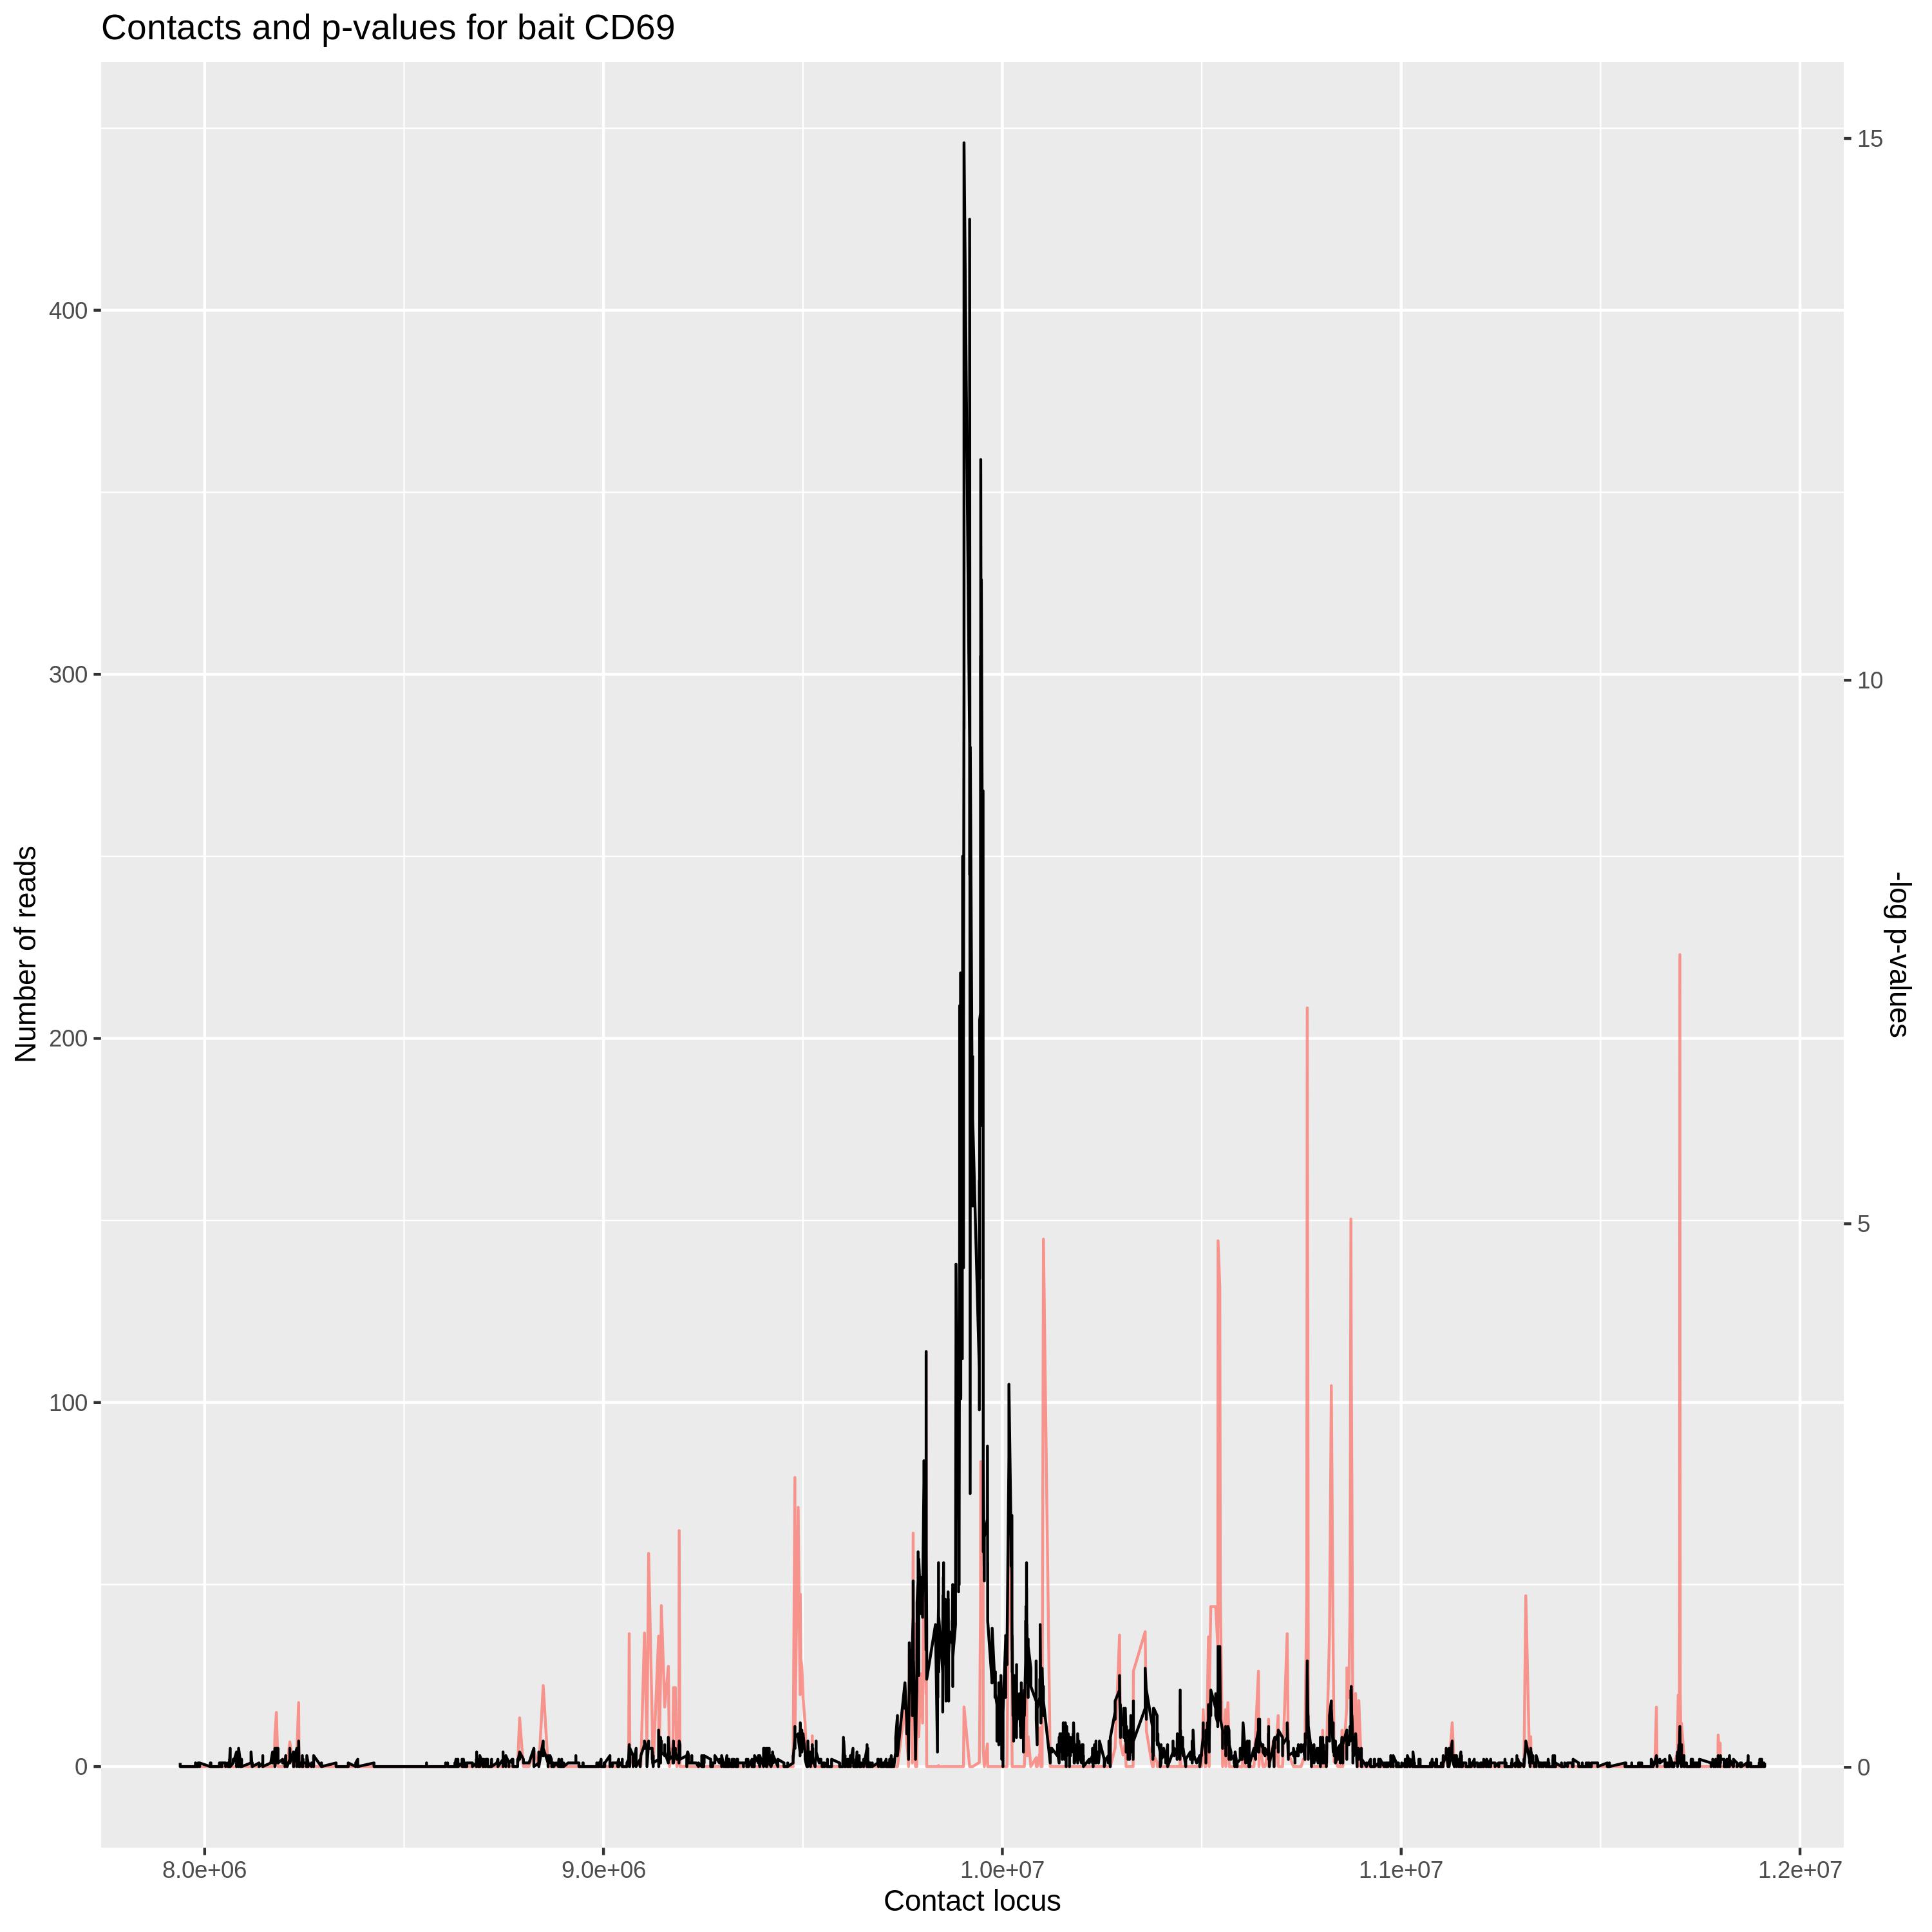 Contacts and p-values for bait CD69
Number of reads
400
300
200
100
0
15
10
5
0
-log p-values
8.0e+06 9.0e+06 1.0e+07 1.1e+07 1.2e+07
Contact locus